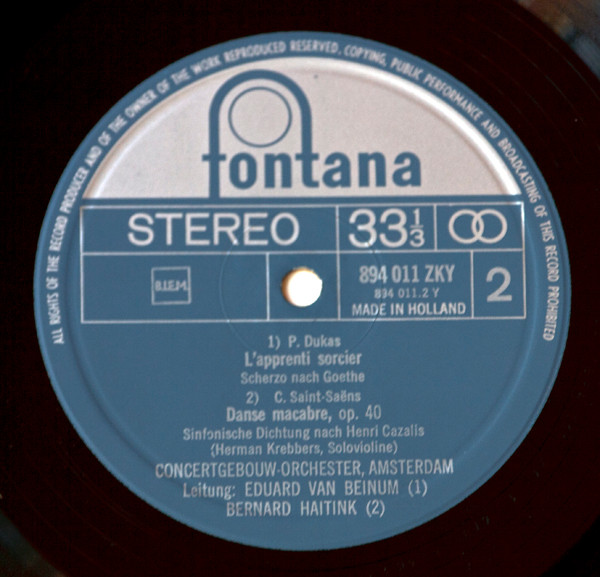 ALL RIGHTS OF THE RECORD PRODUCER AND OF THE OWNER OF THE WORK REPRODUCED RESERVED. COPYING, PUBLIC PERFORMANCE AND BROADCASTING OF THIS RECORD PROHIBITED
fontana
STEREO 33 1/3
B.I.E.M. 894 011 ZKY 2
894 011.2 Y
MADE IN HOLLAND
1) P. Dukas
L'apprenti sorcier
Scherzo nach Goethe
2) C. Saint-Saëns
Danse macabre, op. 40
Sinfonische Dichtung nach Henri Cazalis
(Herman Krebbers, Solovioline)
CONCERTGEBOUW-ORCHESTER, AMSTERDAM
Leitung: EDUARD VAN BEINUM (1)
BERNARD HAITINK (2)